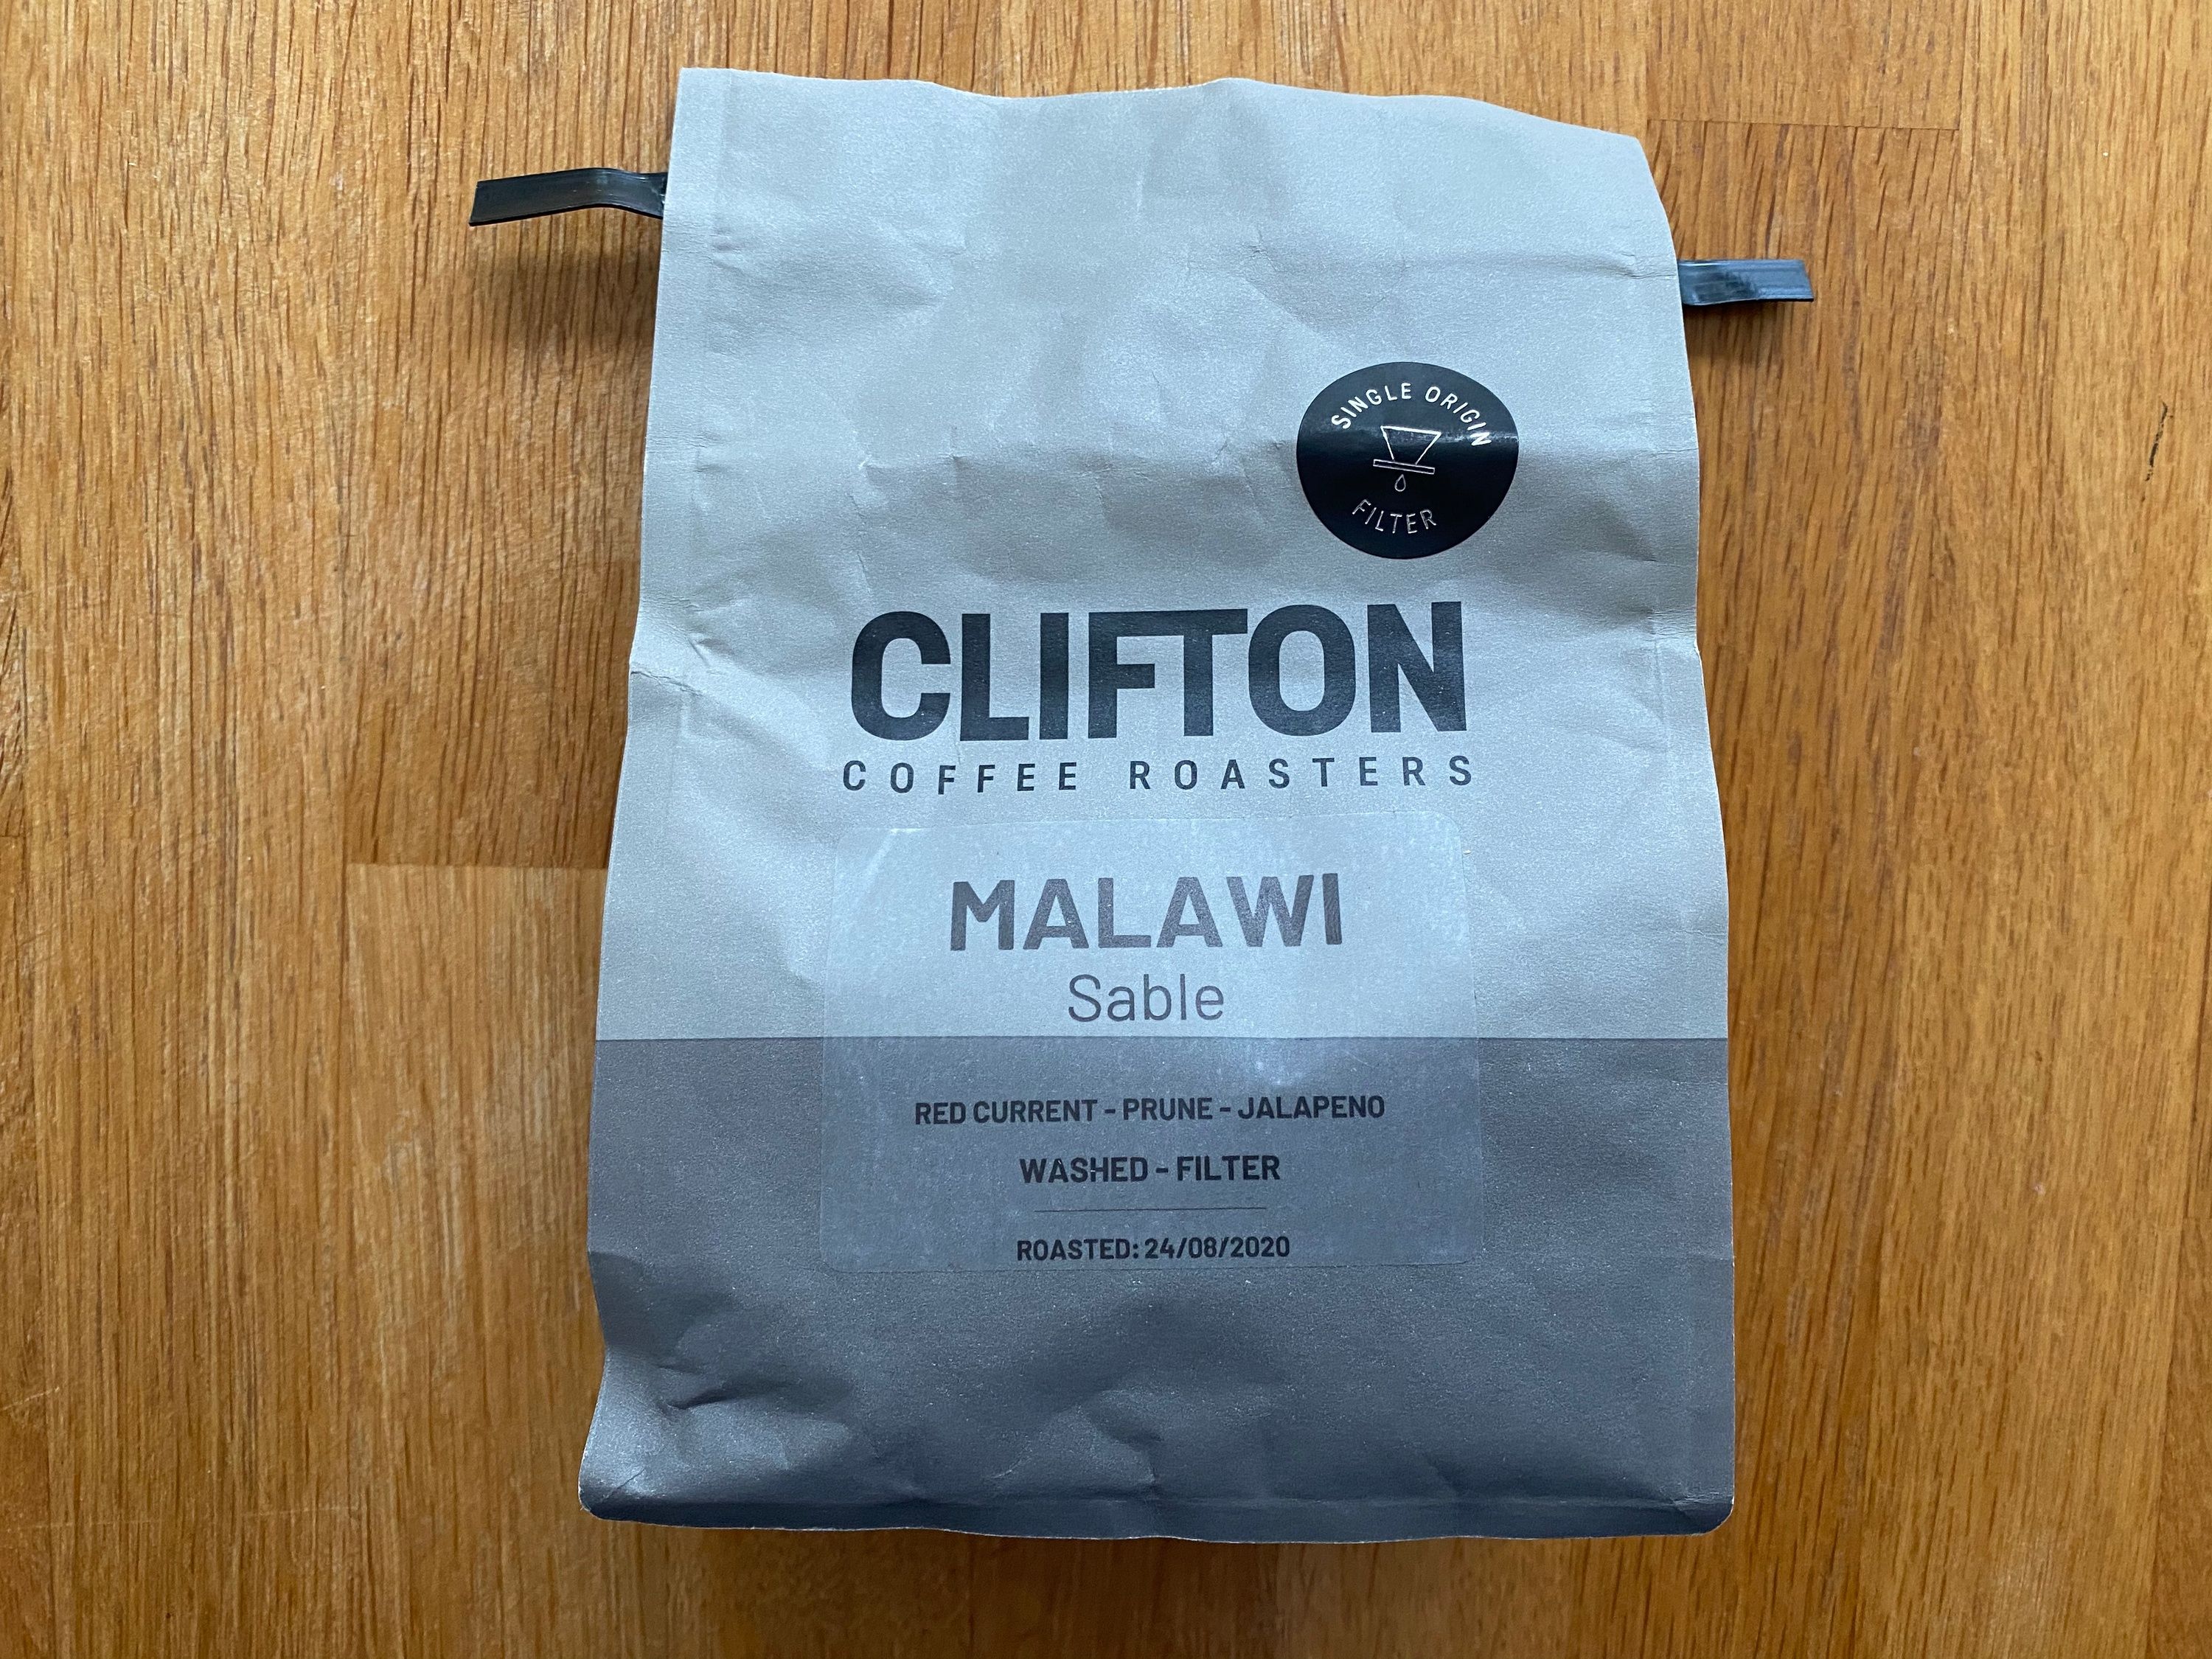 SINGLE ORIGIN
FILTER
CLIFTON
COFFEE ROASTERS
MALAWI
Sable
RED CURRENT - PRUNE - JALAPENO
WASHED - FILTER
ROASTED: 24/08/2020